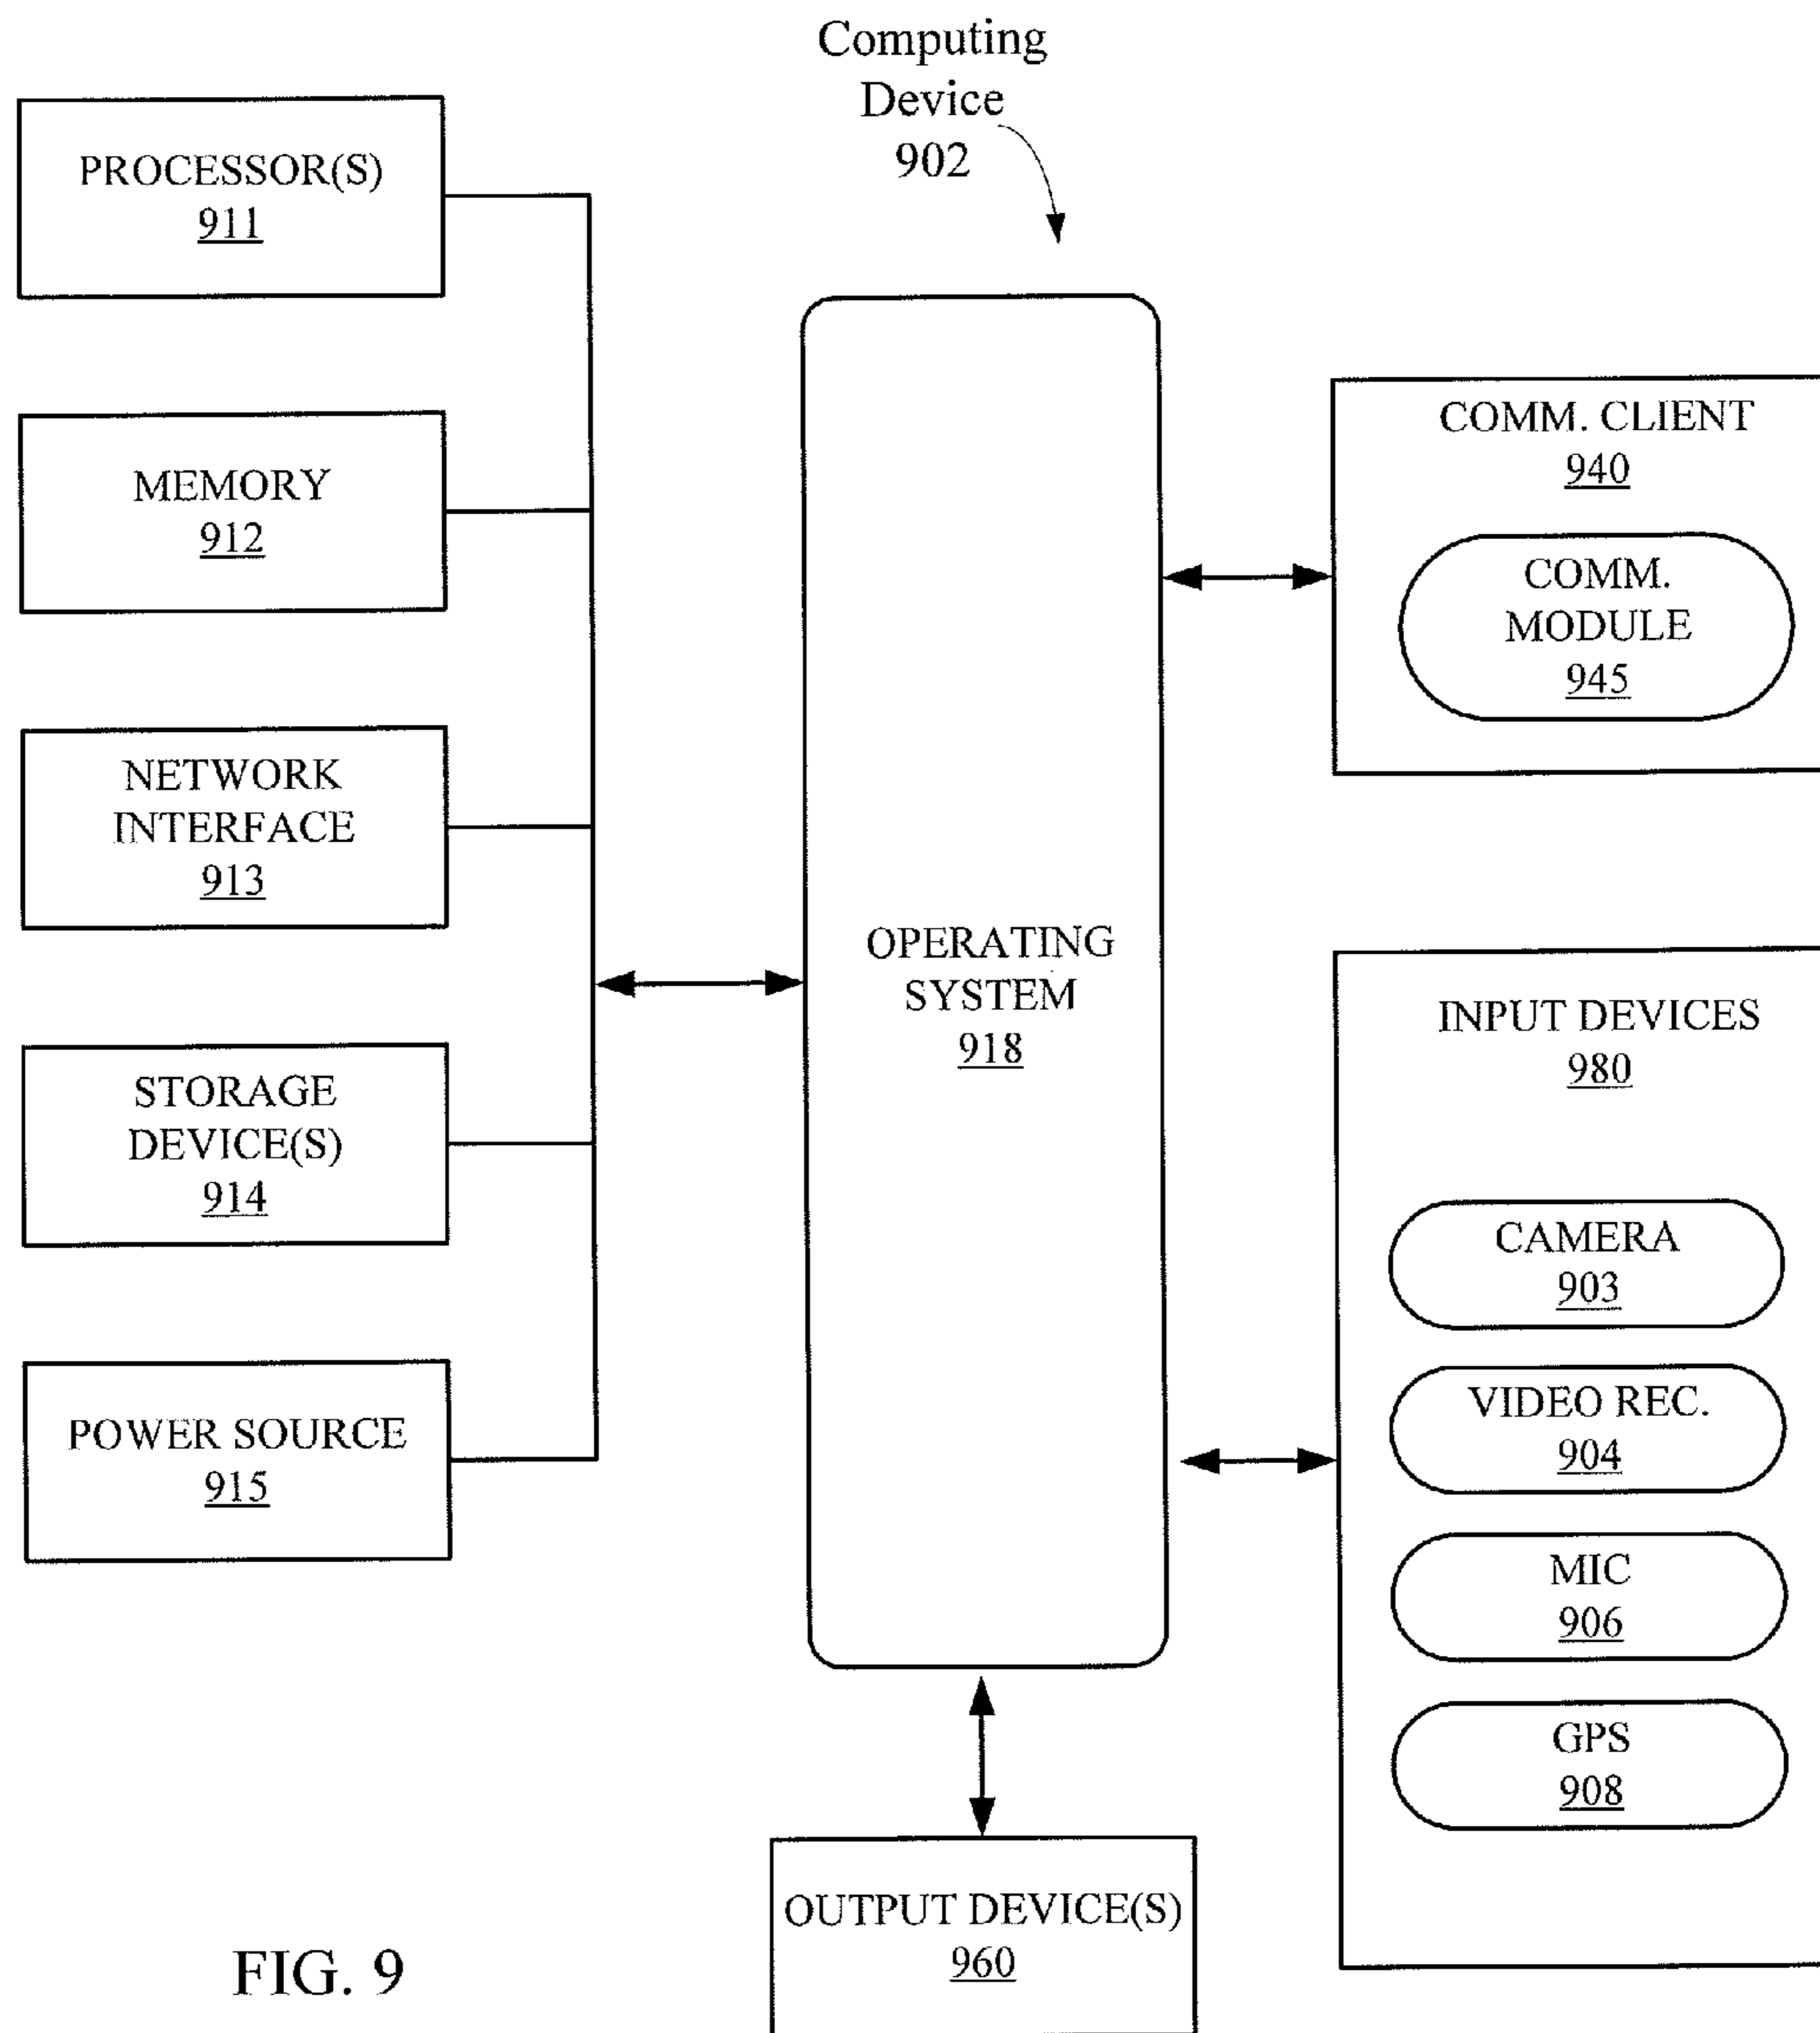 Computing
Device
902
PROCESSOR(S)
911
MEMORY
912
NETWORK
INTERFACE
913
STORAGE
DEVICE(S)
914
POWER SOURCE
915
OPERATING
SYSTEM
918
COMM. CLIENT
940
COMM.
MODULE
945
INPUT DEVICES
980
CAMERA
903
VIDEO REC.
904
MIC
906
GPS
908
OUTPUT DEVICE(S)
960
FIG. 9